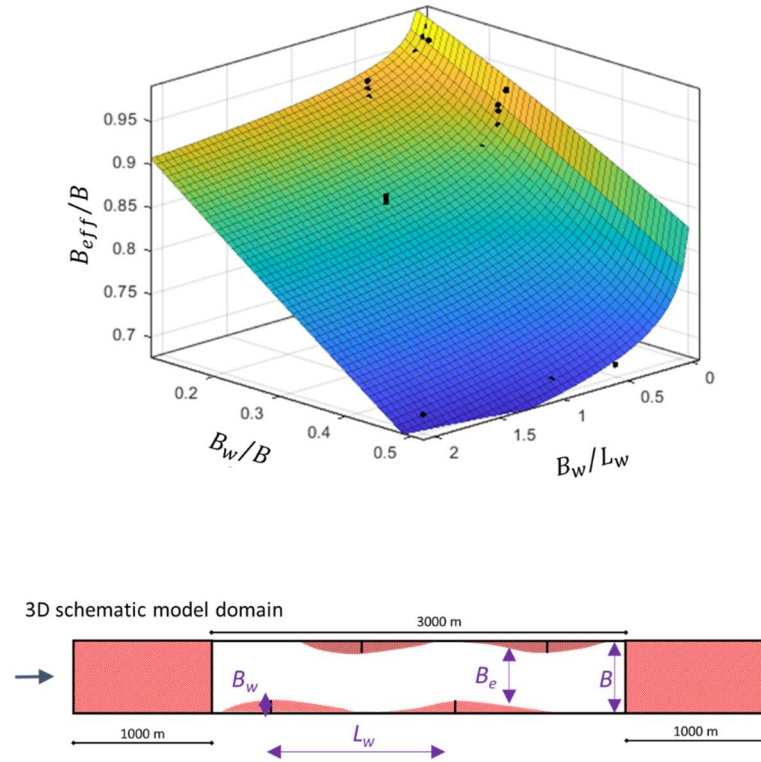 0.95
0.9
0.85
0.8
0.75
0.7
B_eff/B
0.2
0.3
0.4
0.5
B_w/B
0
0.5
1
1.5
2
B_w/L_w
3D schematic model domain
3000 m
B_w
B_e
B
L_w
1000 m
1000 m